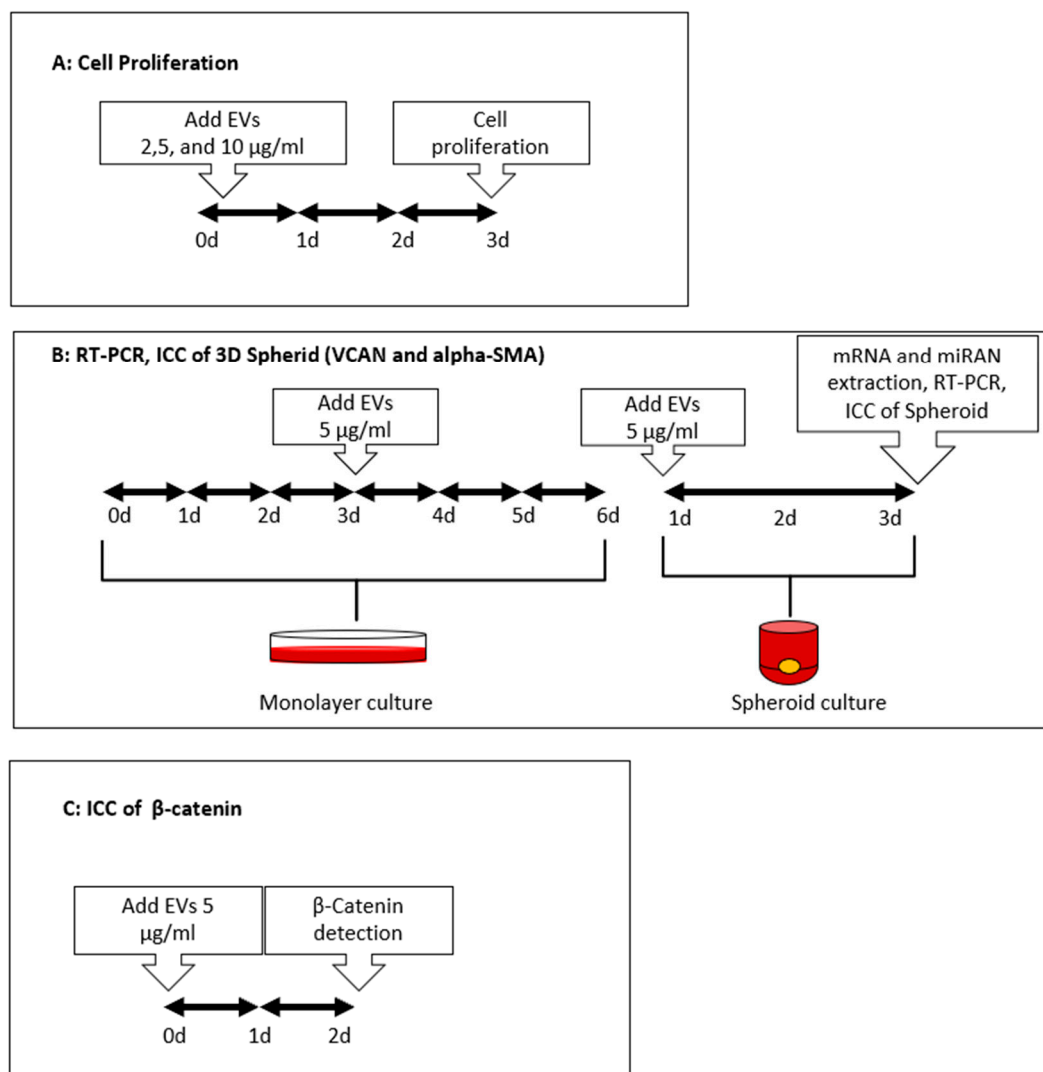 A: Cell Proliferation
Add EVs
2,5, and 10 µg/ml
Cell
proliferation
0d
1d
2d
3d
B: RT-PCR, ICC of 3D Spherid (VCAN and alpha-SMA)
mRNA and miRAN
extraction, RT-PCR,
ICC of Spheroid
Add EVs
5 µg/ml
Add EVs
5 µg/ml
0d
1d
2d
3d
4d
5d
6d
1d
2d
3d
Monolayer culture
Spheroid culture
C: ICC of β-catenin
Add EVs 5
µg/ml
β-Catenin
detection
0d
1d
2d